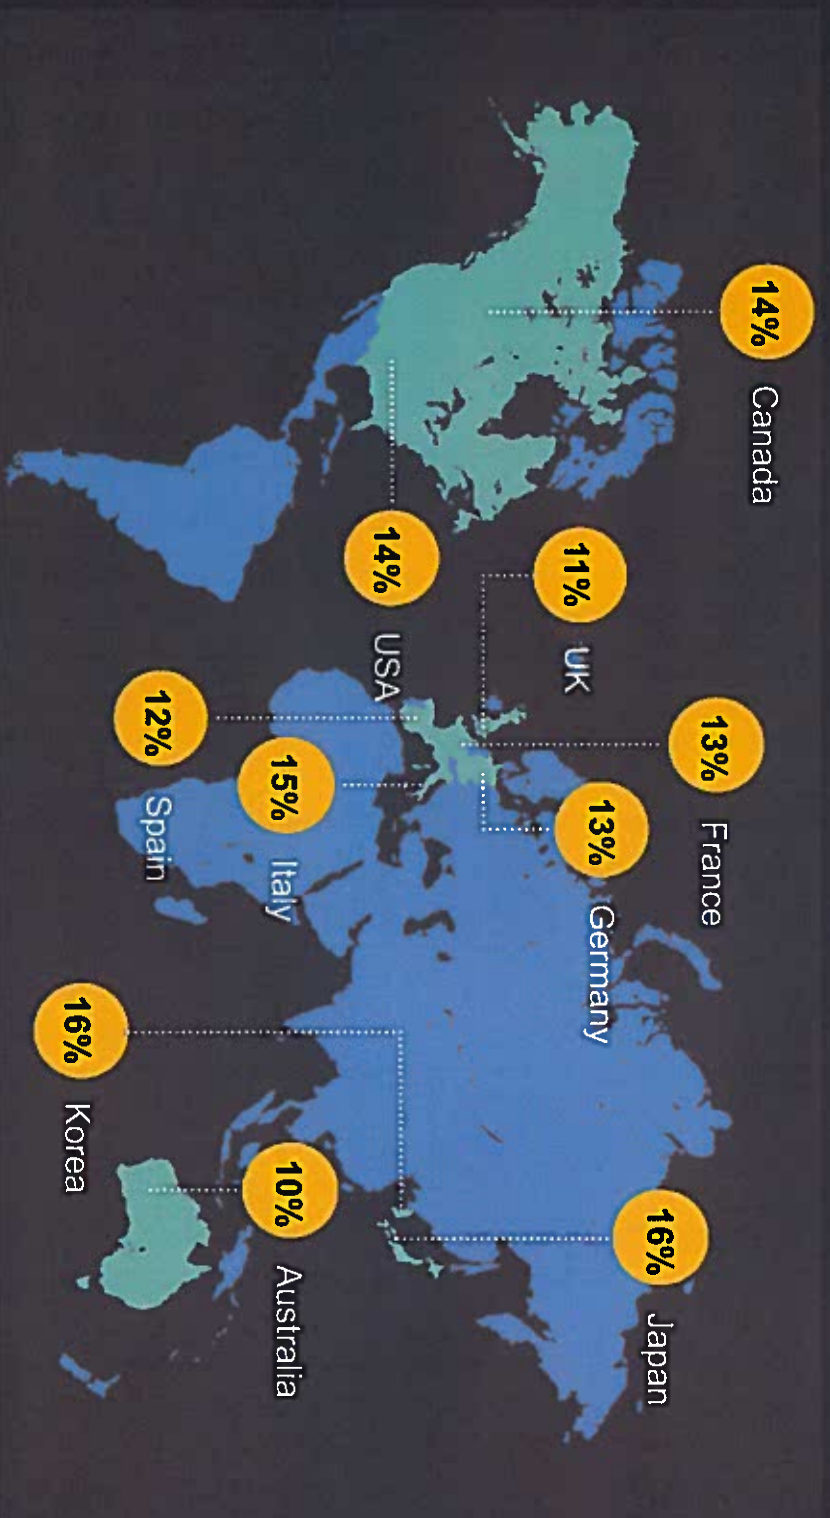 14% Canada
13% France
16% Japan
11% UK
13% Germany
14% USA
15% Italy
10% Australia
12% Spain
16% Korea